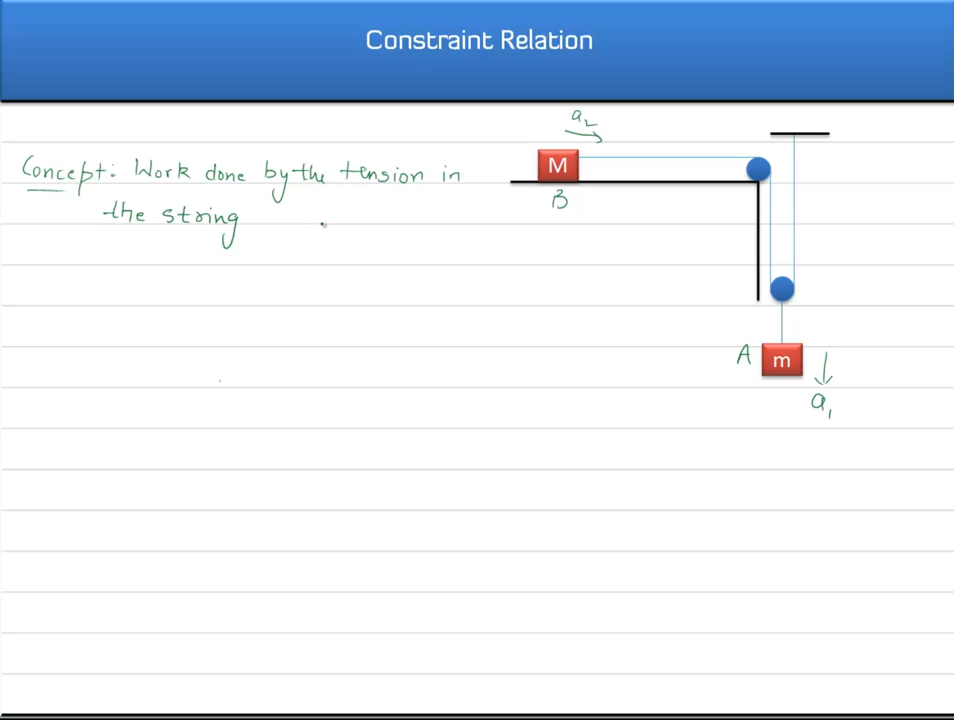 Constraint Relation
a2
Concept: Work done by the tension in
the string
M
B
A
m
a1